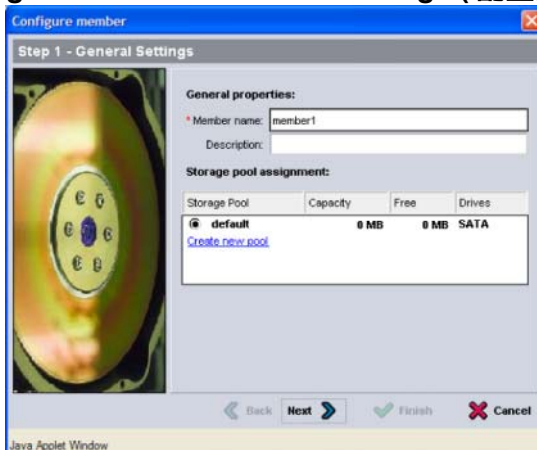 Configure member
Step 1 - General Settings
General properties:
* Member name: member1
Description:
Storage pool assignment:
Storage Pool Capacity Free Drives
default 0 MB 0 MB SATA
Create new pool
Back Next Finish Cancel
Java Applet Window